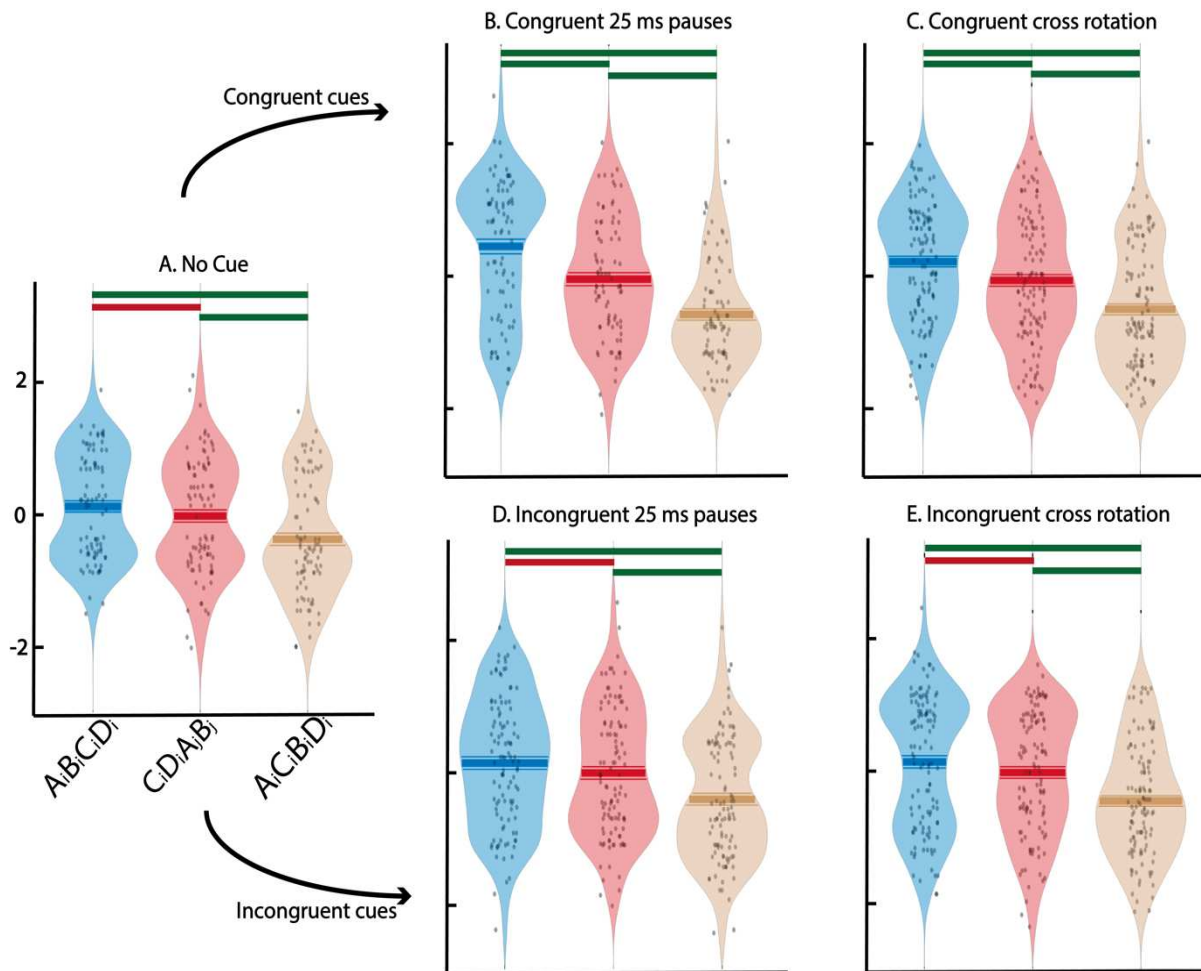 B. Congruent 25 ms pauses
C. Congruent cross rotation
Congruent cues
A. No Cue
2
0
-2
AᵢBᵢCᵢDᵢ
CᵢDᵢAⱼBⱼ
AᵢCᵢBᵢDᵢ
D. Incongruent 25 ms pauses
E. Incongruent cross rotation
Incongruent cues